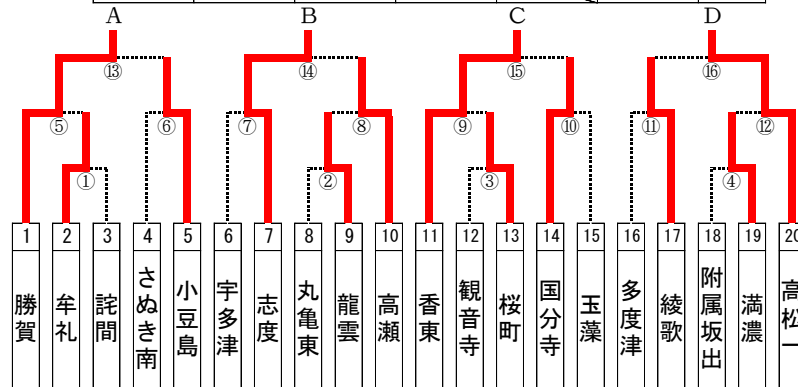 A B C D
⑬ ⑭ ⑮ ⑯
⑤ ⑥ ⑦ ⑧ ⑨ ⑩ ⑪ ⑫
① ② ③ ④
1 2 3 4 5 6 7 8 9 10 11 12 13 14 15 16 17 18 19 20
勝賀
牟礼
詫間
さぬき南
小豆島
宇多津
志度
丸亀東
龍雲
高瀬
香東
観音寺
桜町
国分寺
玉藻
多度津
綾歌
附属坂出
満濃
高松一